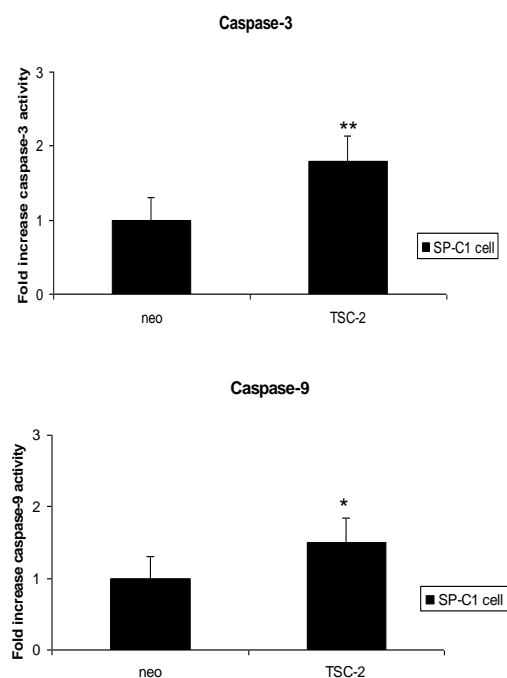 Caspase-3
Fold increase caspase-3 activity
3
2
1
0
**
neo
TSC-2
SP-C1 cell
Caspase-9
Fold increase caspase-9 activity
3
2
1
0
*
neo
TSC-2
SP-C1 cell